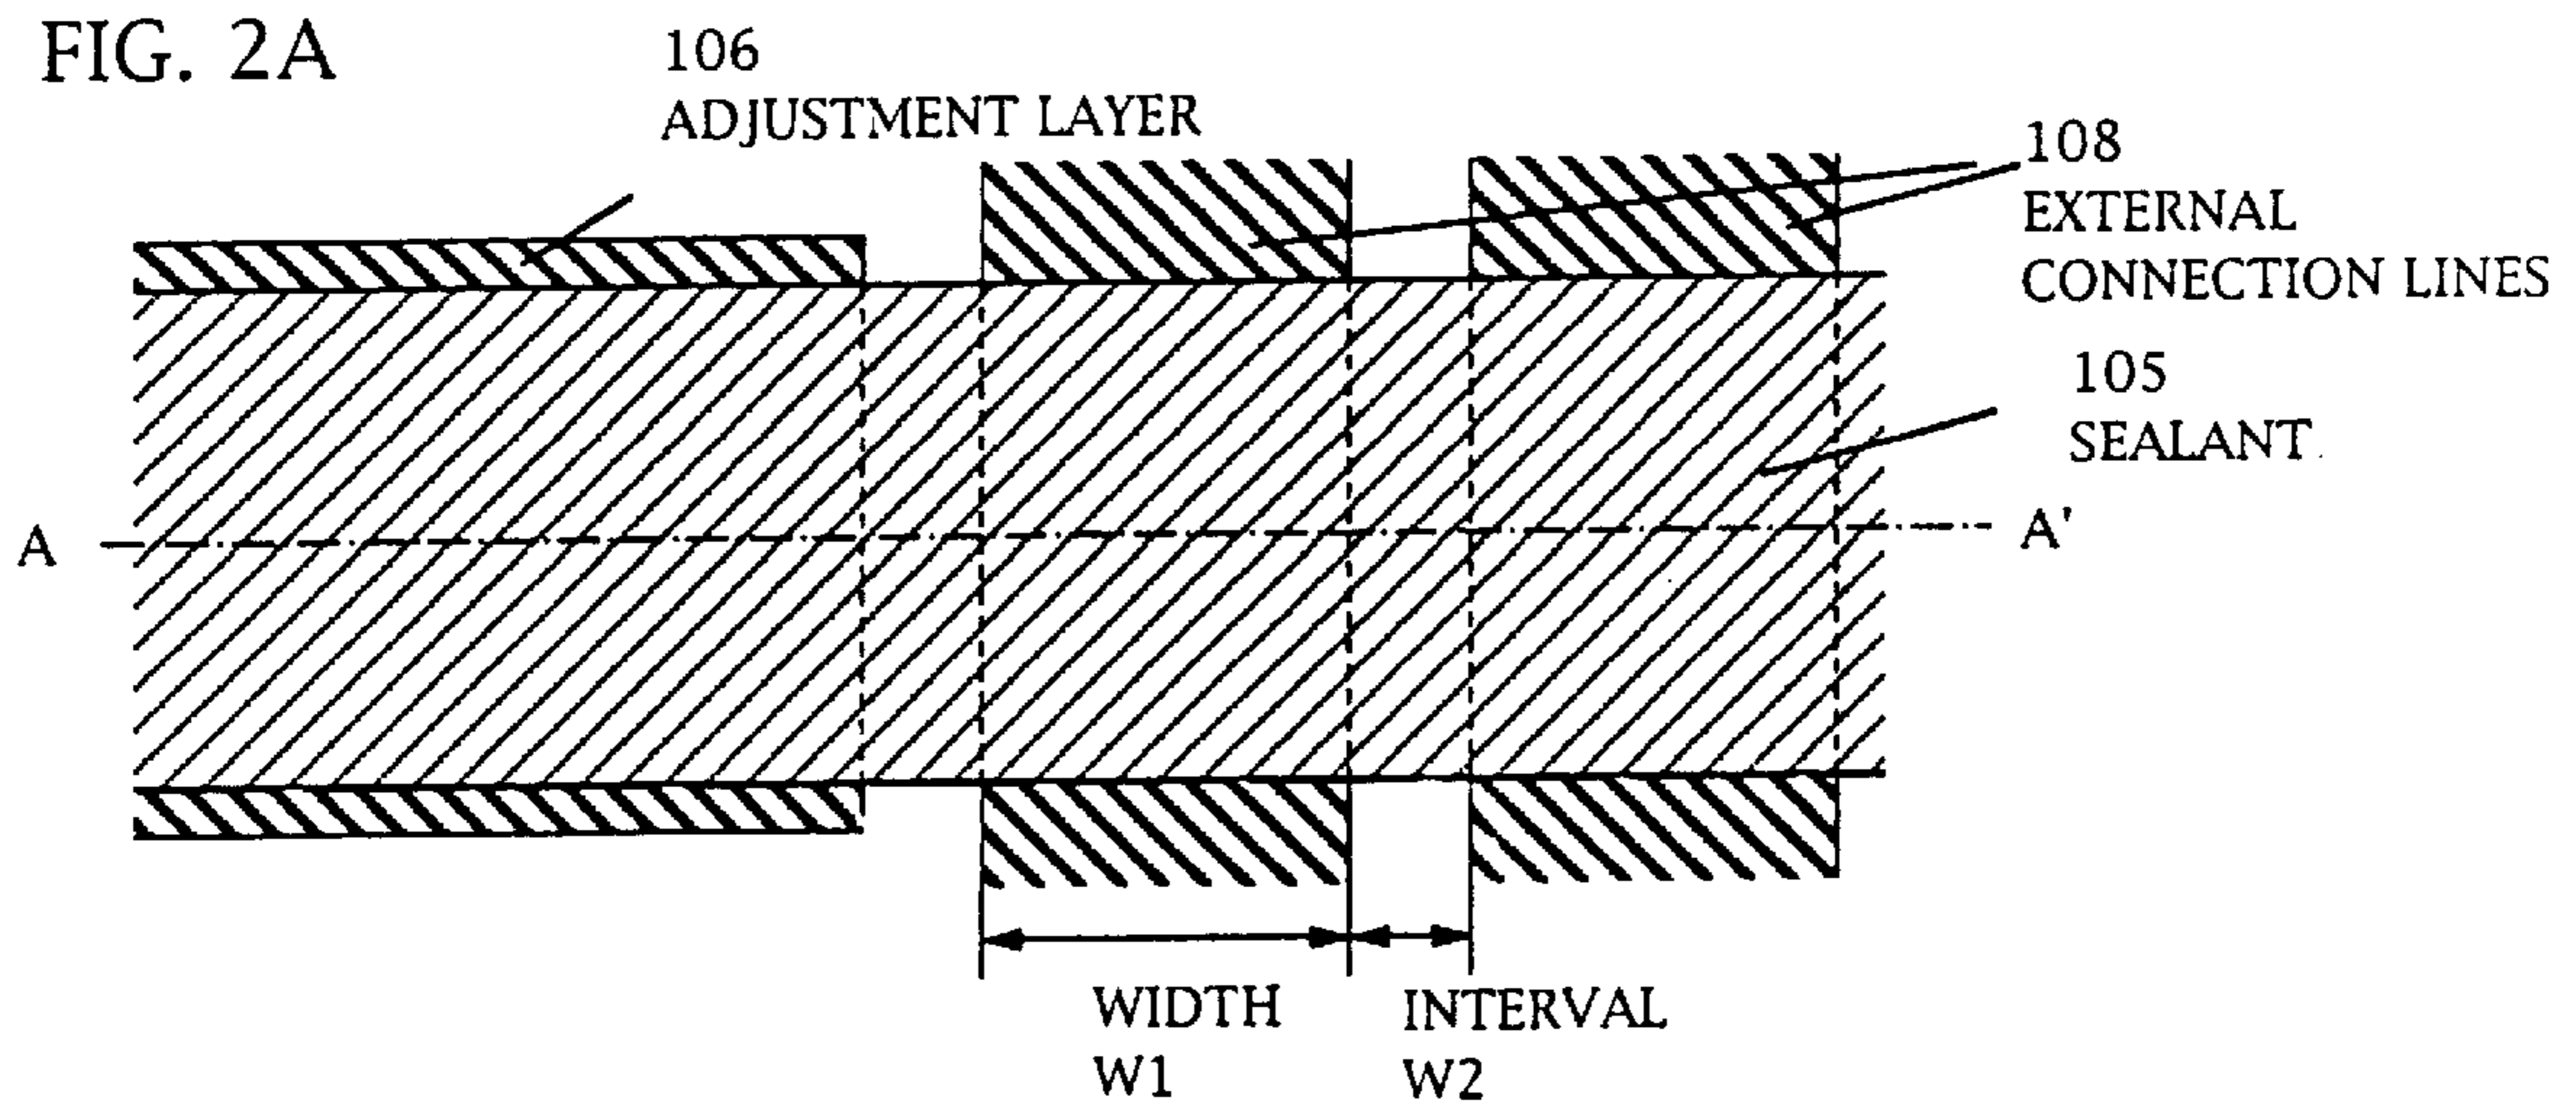 FIG. 2A
106
ADJUSTMENT LAYER
108
EXTERNAL
CONNECTION LINES
105
SEALANT
A
A'
WIDTH
W1
INTERVAL
W2